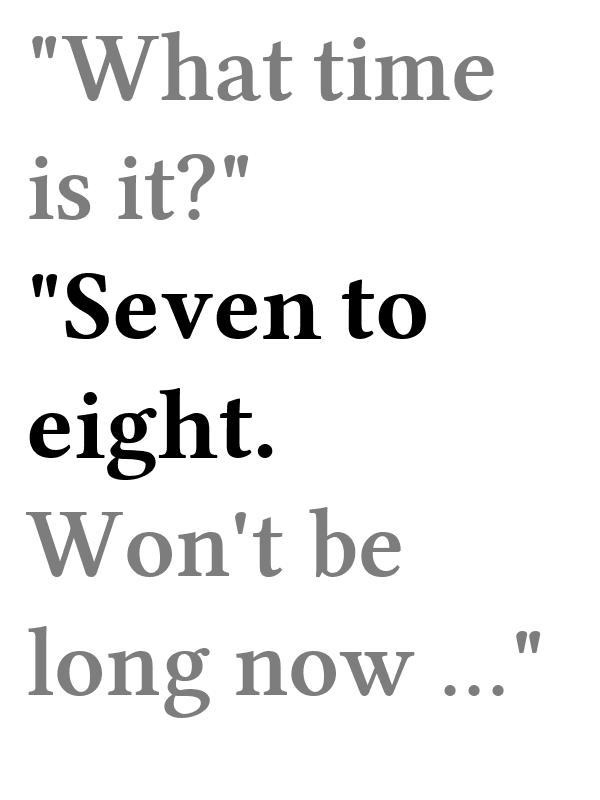 "What time
is it?"
"Seven to
eight.
Won't be
long now ..."